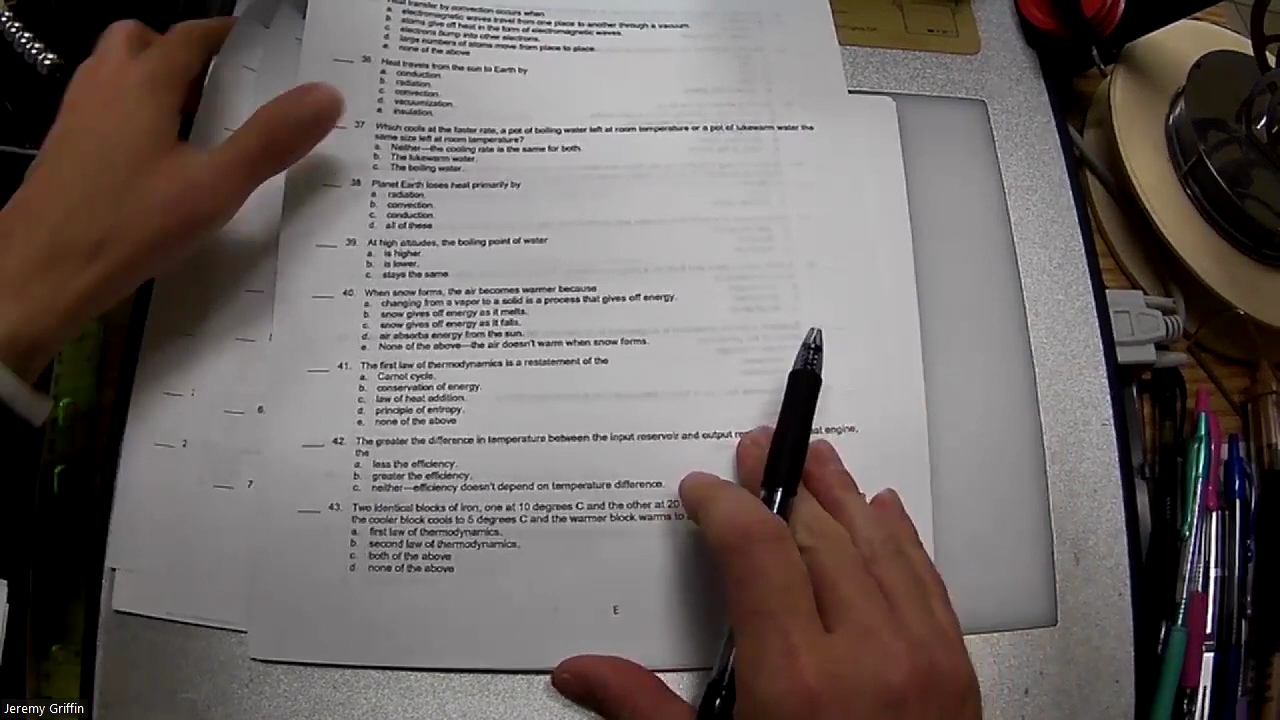 Heat transfer by convection occurs when
a. electromagnetic waves travel from one place to another through a vacuum.
b. atoms give off heat in the form of electromagnetic waves.
c. electrons bump into other electrons.
d. large numbers of atoms move from place to place.
e. none of the above
36. Heat travels from the sun to Earth by
a. conduction.
b. radiation.
c. convection.
d. vacuumization.
e. insulation.
37. Which cools at the faster rate, a pot of boiling water left at room temperature or a pot of lukewarm water the
same size left at room temperature?
a. Neither—the cooling rate is the same for both.
b. The lukewarm water.
c. The boiling water.
38. Planet Earth loses heat primarily by
a. radiation.
b. convection.
c. conduction.
d. all of these
39. At high altitudes, the boiling point of water
a. is higher.
b. is lower.
c. stays the same.
40. When snow forms, the air becomes warmer because
a. changing from a vapor to a solid is a process that gives off energy.
b. snow gives off energy as it melts.
c. snow gives off energy as it falls.
d. air absorbs energy from the sun.
e. None of the above—the air doesn't warm when snow forms.
41. The first law of thermodynamics is a restatement of the
a. Carnot cycle.
b. conservation of energy.
c. law of heat addition.
d. principle of entropy.
e. none of the above
6.
2
7
42. The greater the difference in temperature between the input reservoir and output engine,
the
a. less the efficiency.
b. greater the efficiency.
c. neither—efficiency doesn't depend on temperature difference.
43. Two identical blocks of iron, one at 10 degrees C and the other at 20
the cooler block cools to 5 degrees C and the warmer block warms to
a. first law of thermodynamics.
b. second law of thermodynamics.
c. both of the above
d. none of the above
E
Jeremy Griffin